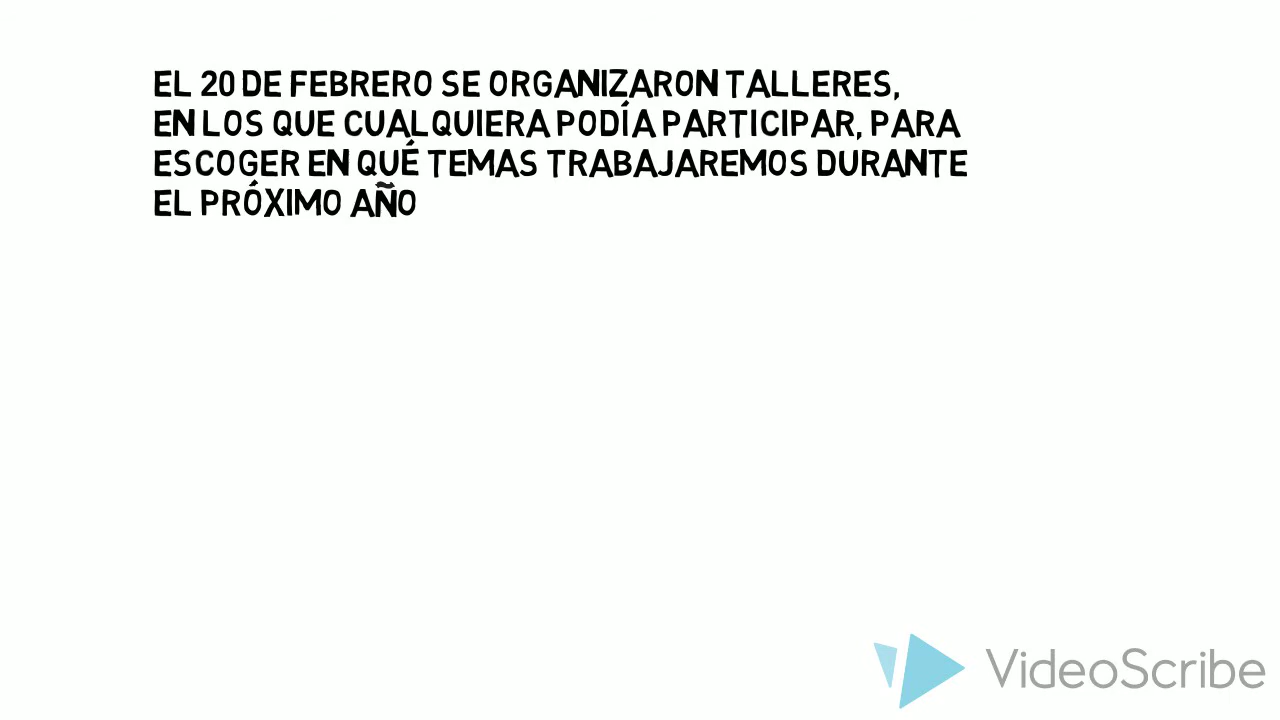 EL 20 DE FEBRERO SE ORGANIZARON TALLERES,
EN LOS QUE CUALQUIERA PODÍA PARTICIPAR, PARA
ESCOGER EN QUÉ TEMAS TRABAJAREMOS DURANTE
EL PRÓXIMO AÑO
VideoScribe